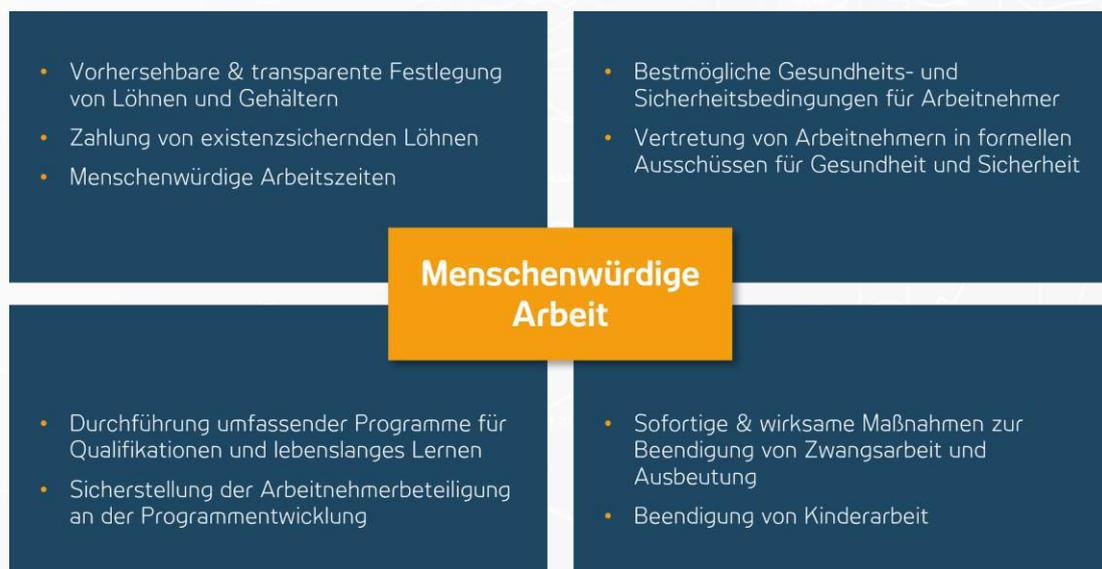 • Vorhersehbare & transparente Festlegung
von Löhnen und Gehältern
• Zahlung von existenzsichernden Löhnen
• Menschenwürdige Arbeitszeiten
• Bestmögliche Gesundheits- und
Sicherheitsbedingungen für Arbeitnehmer
• Vertretung von Arbeitnehmern in formellen
Ausschüssen für Gesundheit und Sicherheit
Menschenwürdige
Arbeit
• Durchführung umfassender Programme für
Qualifikationen und lebenslanges Lernen
• Sicherstellung der Arbeitnehmerbeteiligung
an der Programmentwicklung
• Sofortige & wirksame Maßnahmen zur
Beendigung von Zwangsarbeit und
Ausbeutung
• Beendigung von Kinderarbeit